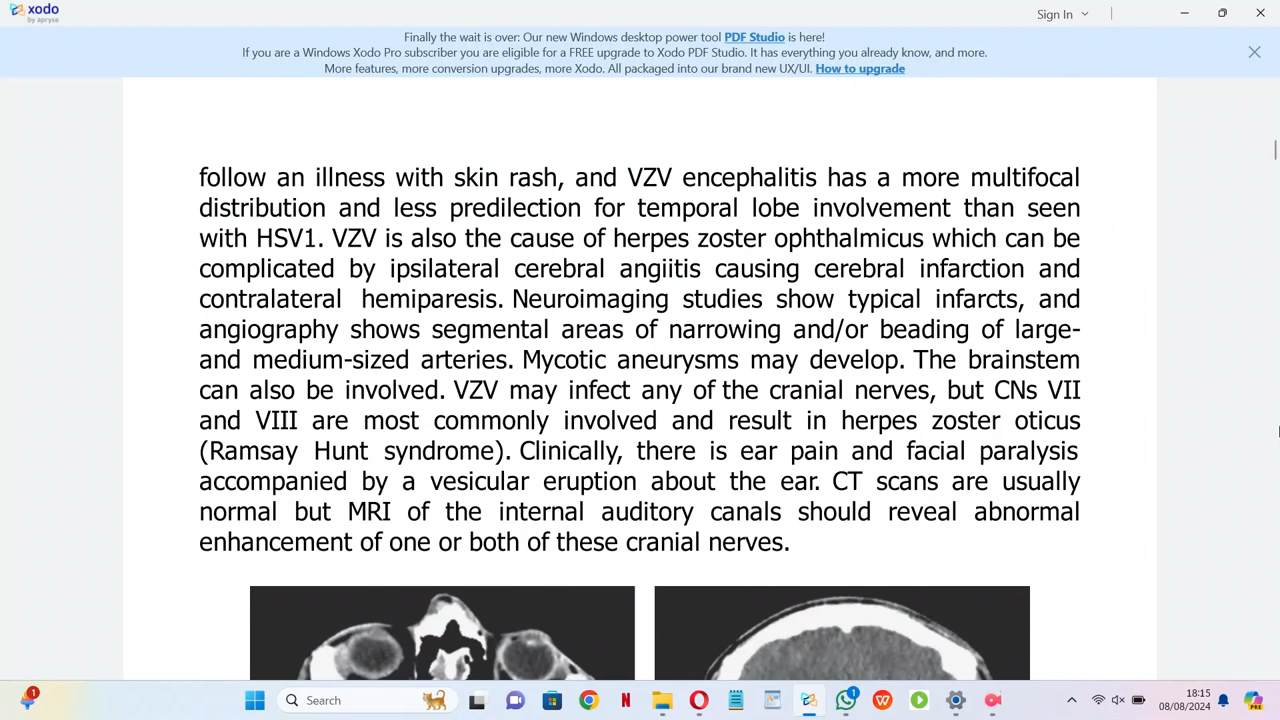 xodo
by apryse
Sign In
Finally the wait is over: Our new Windows desktop power tool PDF Studio is here!
If you are a Windows Xodo Pro subscriber you are eligible for a FREE upgrade to Xodo PDF Studio. It has everything you already know, and more.
More features, more conversion upgrades, more Xodo. All packaged into our brand new UX/UI. How to upgrade
follow an illness with skin rash, and VZV encephalitis has a more multifocal
distribution and less predilection for temporal lobe involvement than seen
with HSV1. VZV is also the cause of herpes zoster ophthalmicus which can be
complicated by ipsilateral cerebral angiitis causing cerebral infarction and
contralateral hemiparesis. Neuroimaging studies show typical infarcts, and
angiography shows segmental areas of narrowing and/or beading of large-
and medium-sized arteries. Mycotic aneurysms may develop. The brainstem
can also be involved. VZV may infect any of the cranial nerves, but CNs VII
and VIII are most commonly involved and result in herpes zoster oticus
(Ramsay Hunt syndrome). Clinically, there is ear pain and facial paralysis
accompanied by a vesicular eruption about the ear. CT scans are usually
normal but MRI of the internal auditory canals should reveal abnormal
enhancement of one or both of these cranial nerves.
1
Search
N
1
W
18:15
08/08/2024